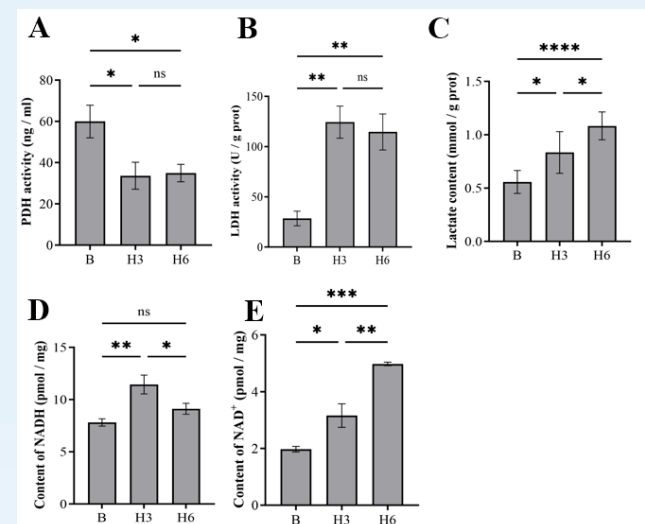 A
*
*
ns
PDH activity (ng / ml)
80
60
40
20
0
B
H3
H6
B
**
**
ns
LDH activity (U / g prot)
150
100
50
0
B
H3
H6
C
****
*
*
Lactate content (mmol / g prot)
1.5
1.0
0.5
0.0
B
H3
H6
D
ns
**
*
Content of NADH (pmol / mg)
15
10
5
0
B
H3
H6
E
***
*
**
Content of NAD⁺ (pmol / mg)
6
4
2
0
B
H3
H6